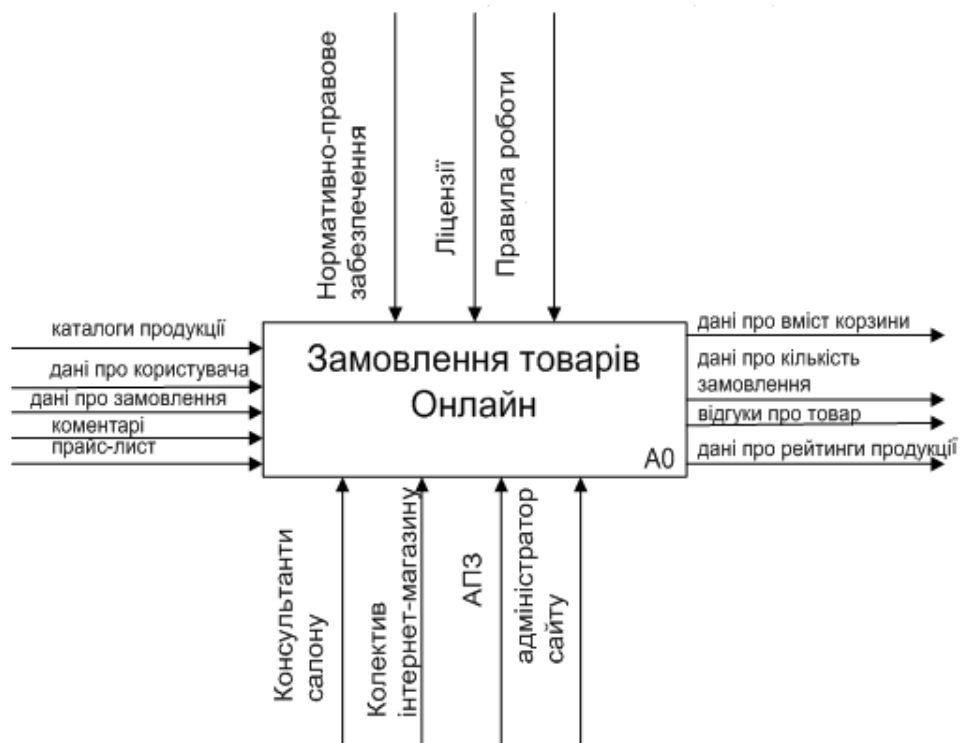 Нормативно-правове
забезпечення
Ліцензії
Правила роботи
каталоги продукції
дані про користувача
дані про замовлення
коментарі
прайс-лист
Замовлення товарів
Онлайн
A0
дані про вміст корзини
дані про кількість
замовлення
відгуки про товар
дані про рейтинги продукції
Консультанти
салону
Колектив
інтернет-магазину
АПЗ
адміністратор
сайту